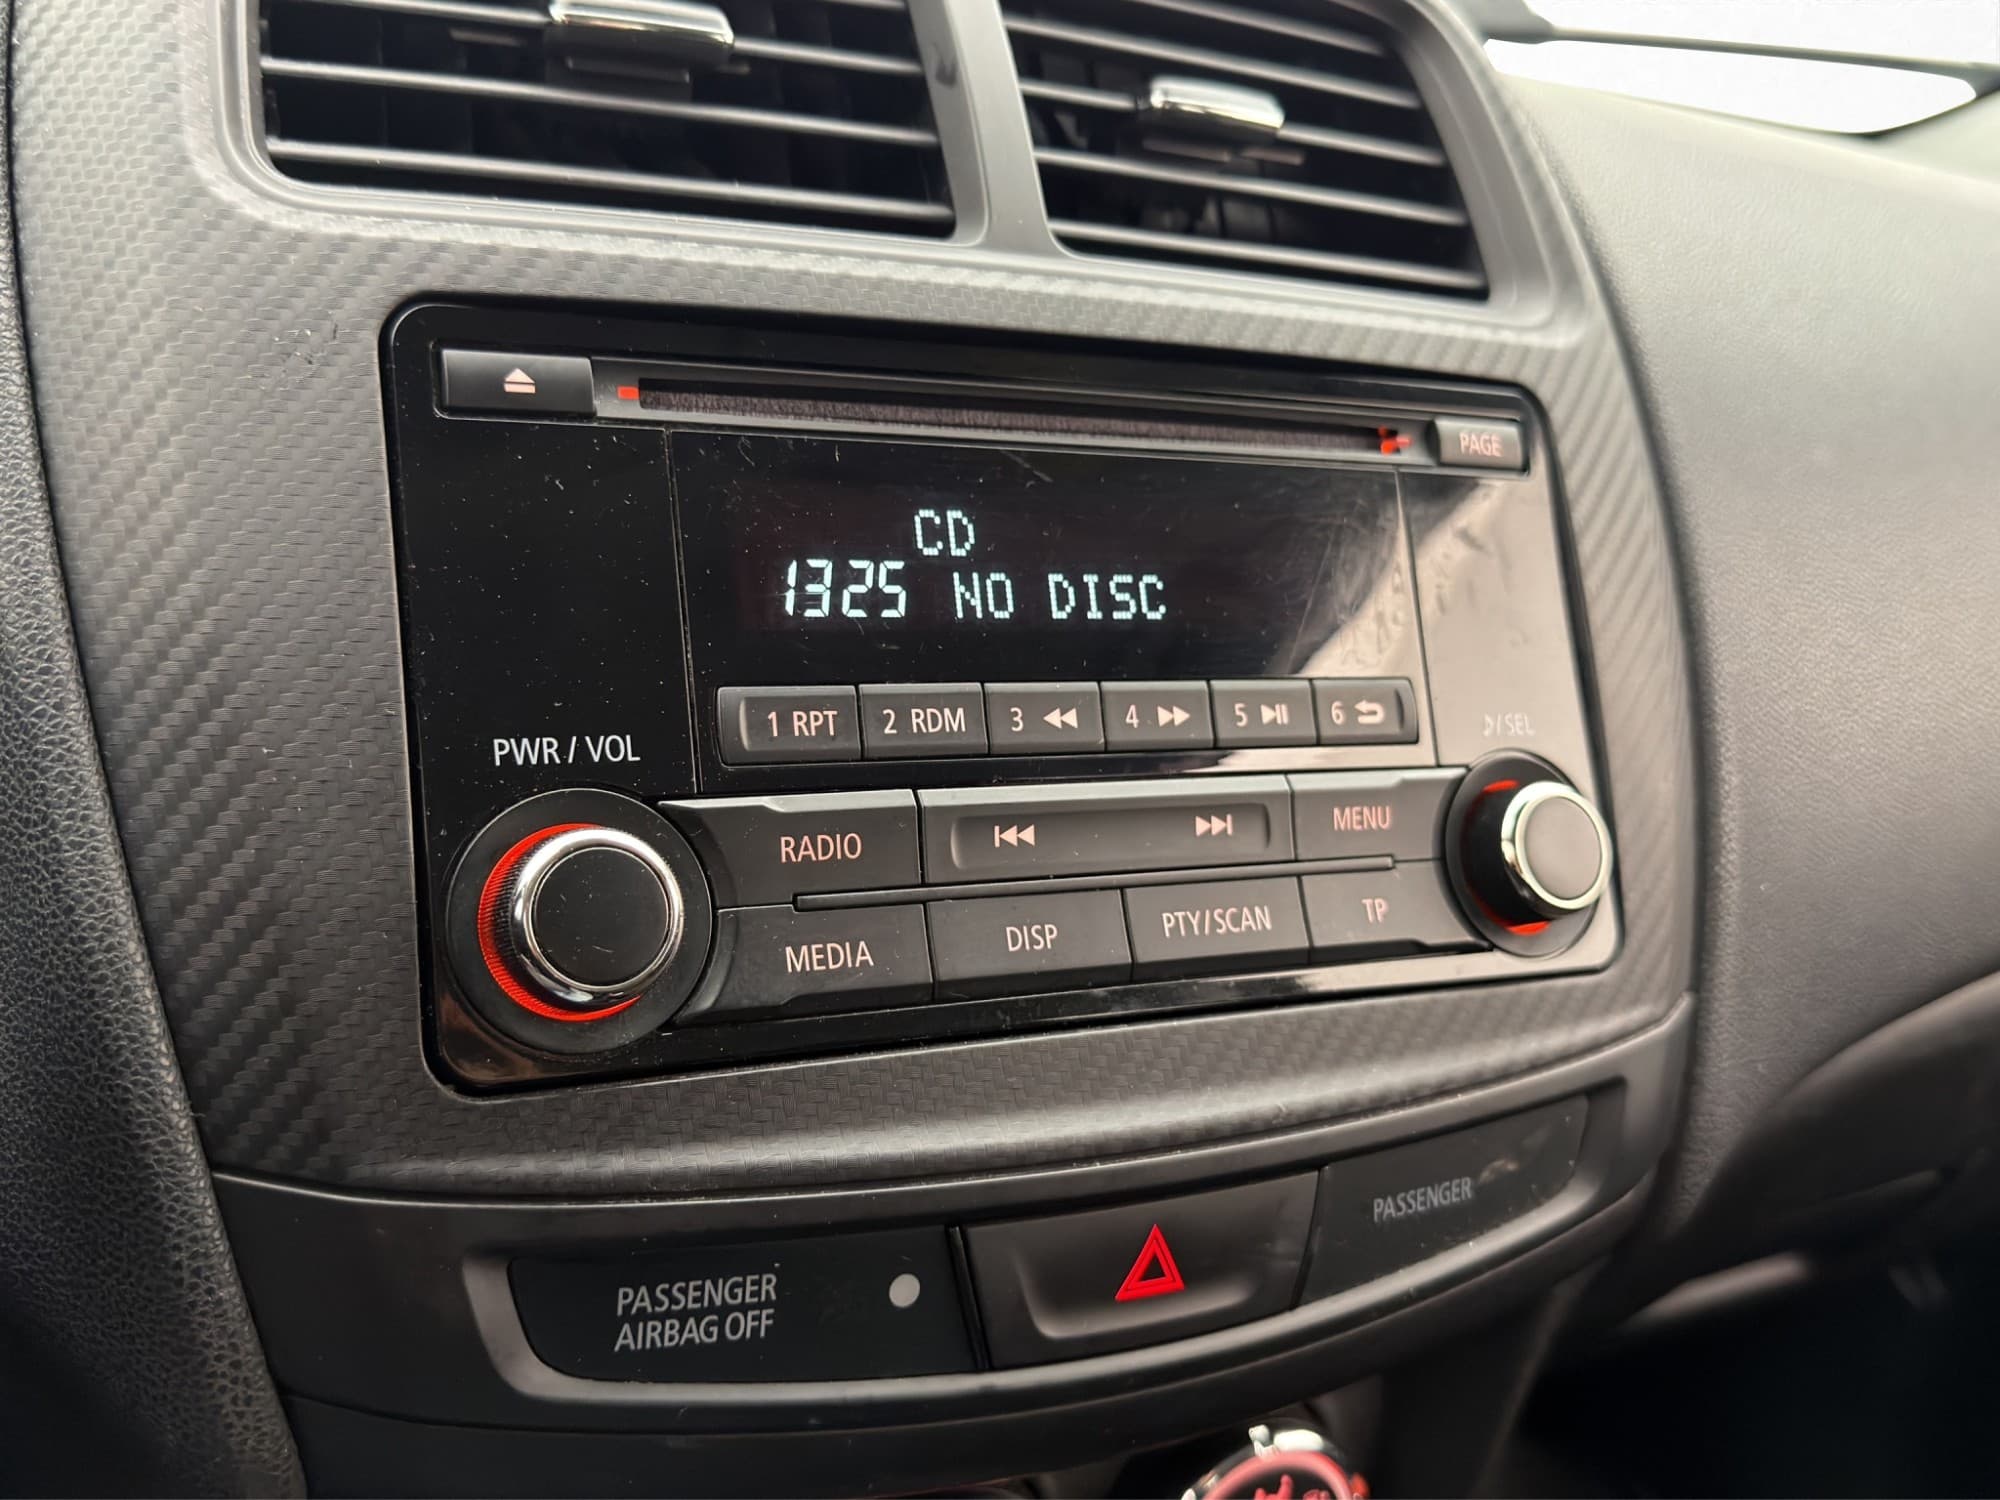 PAGE
CD
1325 NO DISC
1 RPT
2 RDM
3
4
5
6
PWR / VOL
♪/SEL
RADIO
MENU
MEDIA
DISP
PTY/SCAN
TP
PASSENGER
AIRBAG OFF
PASSENGER